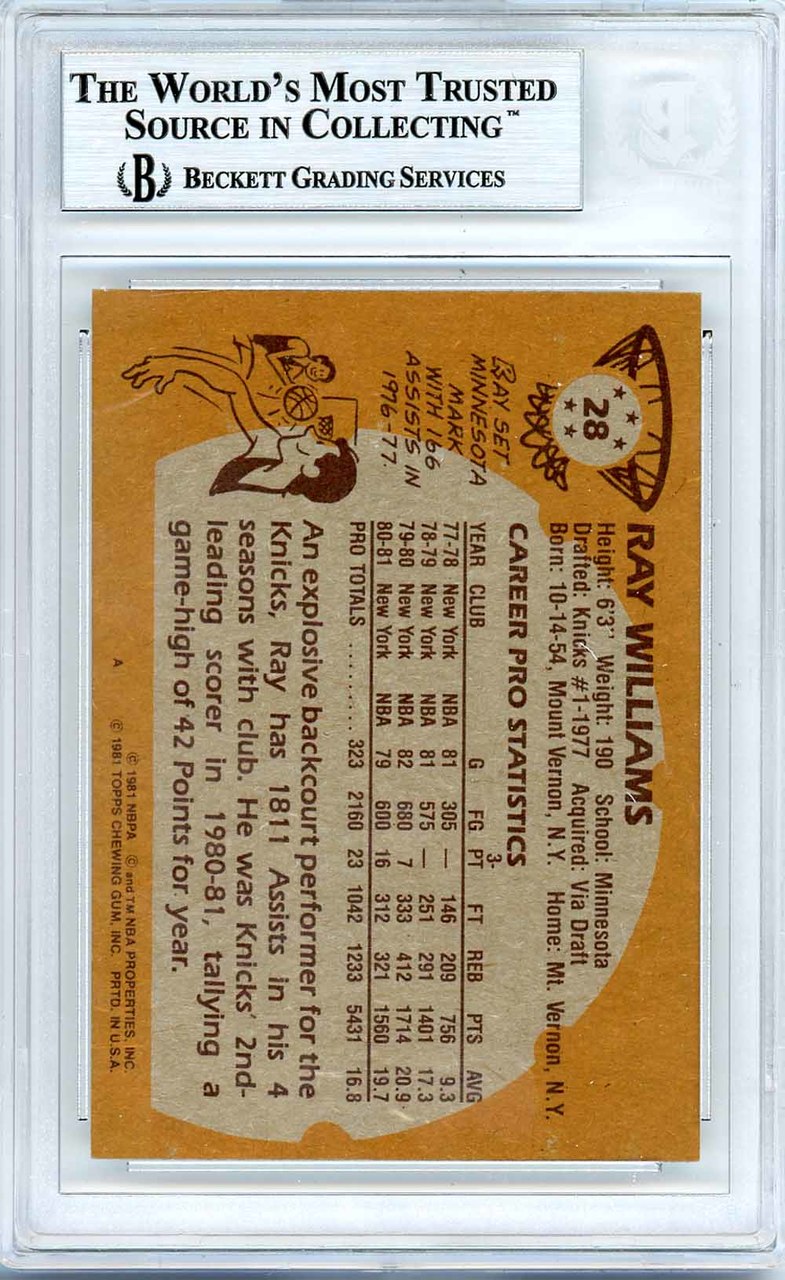 THE WORLD'S MOST TRUSTED
SOURCE IN COLLECTING™
B BECKETT GRADING SERVICES
28
RAY WILLIAMS
Height: 6'3" Weight: 190 School: Minnesota
Drafted: Knicks #1-1977 Acquired: Via Draft
Born: 10-14-54, Mount Vernon, N.Y. Home: Mt. Vernon, N.Y.
RAY SET
MINNESOTA
MARK
WITH 166
ASSISTS IN
1976-77.
CAREER PRO STATISTICS
YEAR CLUB G FG 3-PT FT REB PTS AVG
77-78 New York NBA 81 305 — 146 209 756 9.3
78-79 New York NBA 81 575 — 251 291 1401 17.3
79-80 New York NBA 82 680 7 333 412 1714 20.9
80-81 New York NBA 79 600 16 312 321 1560 19.7
PRO TOTALS .......... 323 2160 23 1042 1233 5431 16.8
An explosive backcourt performer for the
Knicks, Ray has 1811 Assists in his 4
seasons with club. He was Knicks' 2nd-
leading scorer in 1980-81, tallying a
game-high of 42 Points for year.
© 1981 NBPA © and TM NBA PROPERTIES, INC.
A © 1981 TOPPS CHEWING GUM, INC. PRTD. IN U.S.A.